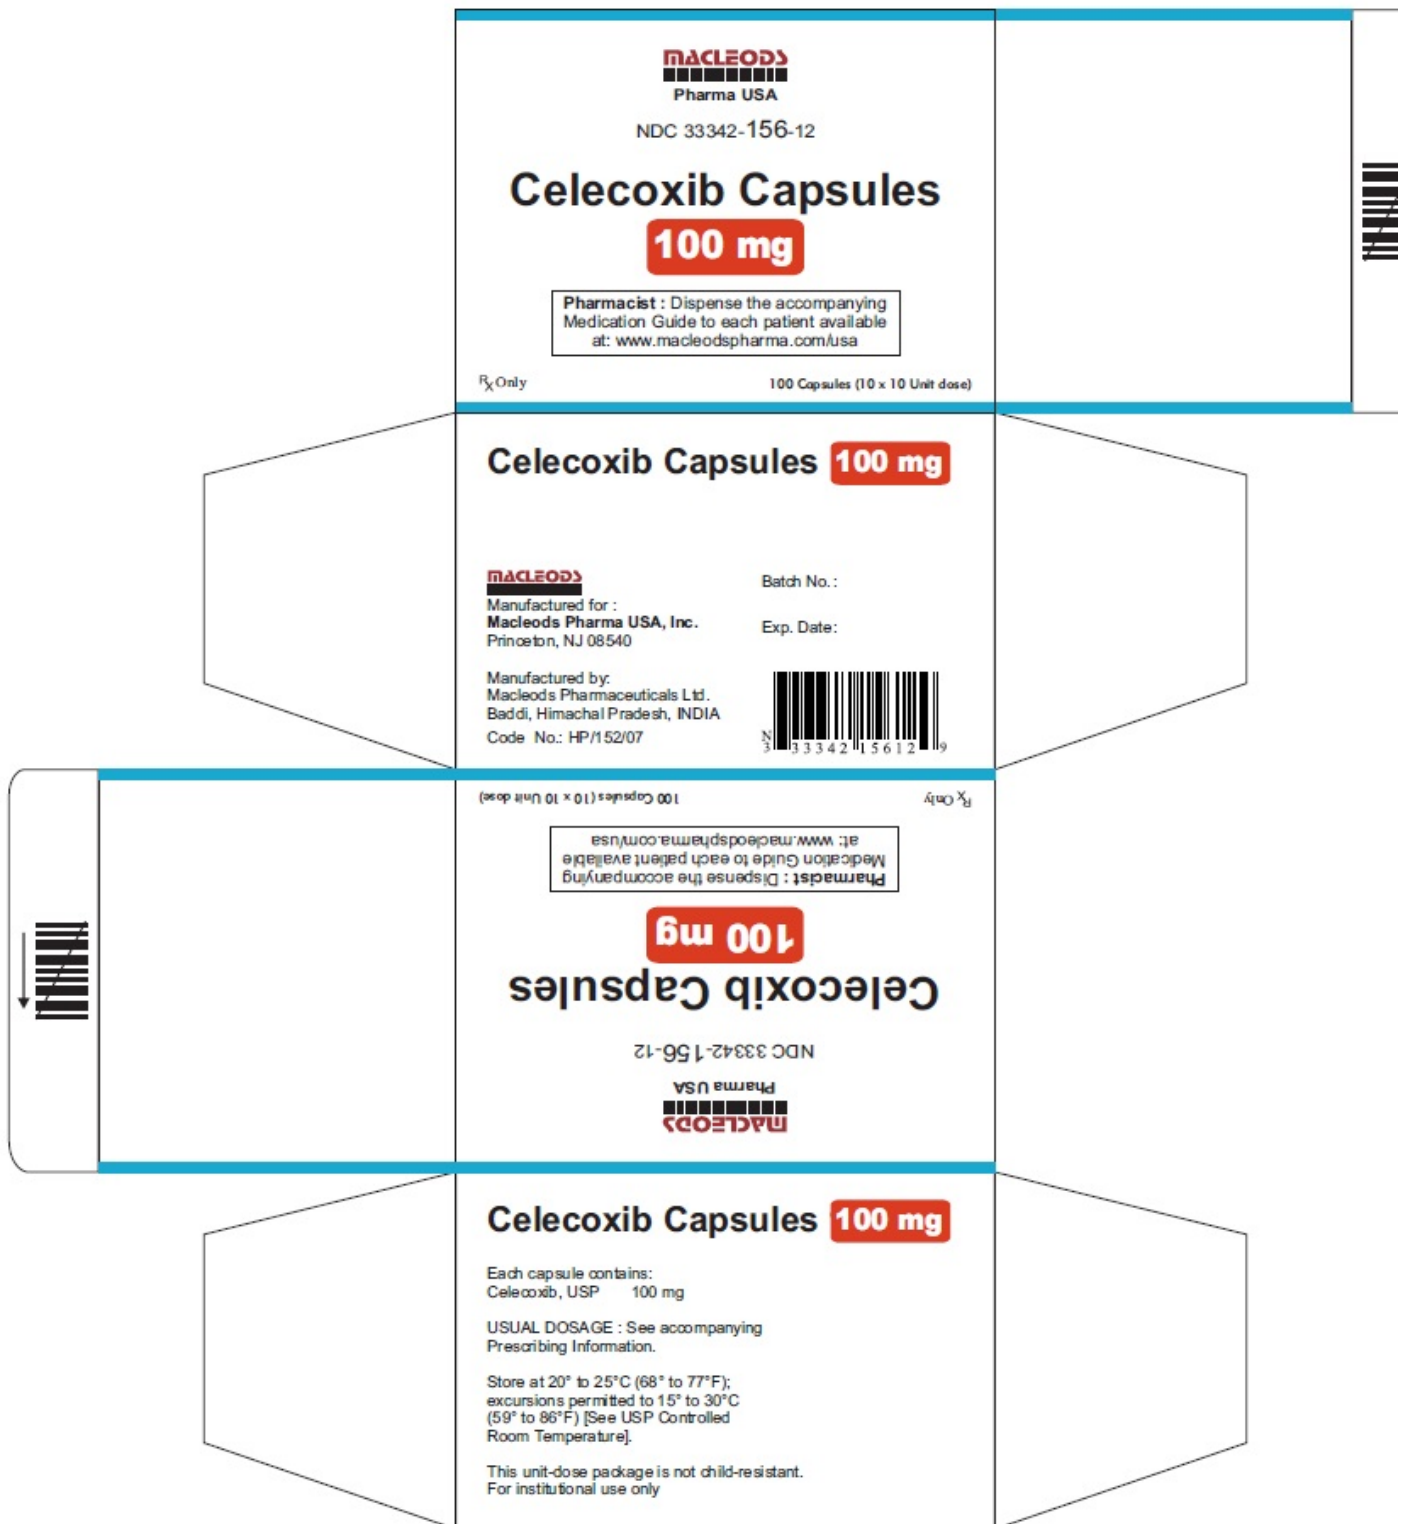 MACLEODS
Pharma USA
NDC 33342-156-12
Celecoxib Capsules
100 mg
Pharmacist : Dispense the accompanying
Medication Guide to each patient available
at: www.macleodspharma.com/usa
Rx Only 100 Capsules (10 x 10 Unit dose)
Celecoxib Capsules 100 mg
MACLEODS
Manufactured for :
Macleods Pharma USA, Inc.
Princeton, NJ 08540
Manufactured by:
Macleods Pharmaceuticals Ltd.
Baddi, Himachal Pradesh, INDIA
Code No.: HP/152/07
Batch No. :
Exp. Date:
N
3 33342 15612 9
MACLEODS
Pharma USA
NDC 33342-156-12
Celecoxib Capsules
100 mg
Pharmacist : Dispense the accompanying
Medication Guide to each patient available
at: www.macleodspharma.com/usa
Rx Only 100 Capsules (10 x 10 Unit dose)
Celecoxib Capsules 100 mg
Each capsule contains:
Celecoxib, USP 100 mg
USUAL DOSAGE : See accompanying
Prescribing Information.
Store at 20° to 25°C (68° to 77°F);
excursions permitted to 15° to 30°C
(59° to 86°F) [See USP Controlled
Room Temperature].
This unit-dose package is not child-resistant.
For institutional use only